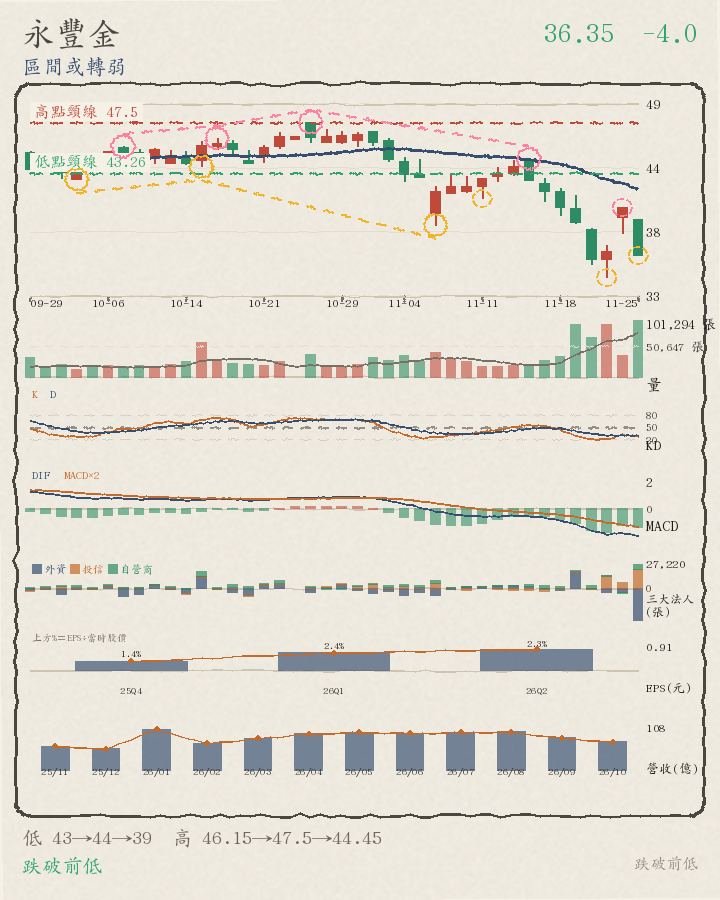 永豐金
36.35 -4.0
區間或轉弱
49
高點頸線 47.5
低點頸線 43.26
44
38
33
09-29 10-06 10-14 10-21 10-29 11-04 11-11 11-18 11-25
101,294 張
50,647 張
量
K D
80
50
20
KD
DIF MACD×2
2
0
MACD
外資 投信 自營商
27,220
0
三大法人
(張)
上方%=EPS÷當時股價
1.4% 2.4% 2.3%
0.91
25Q4 26Q1 26Q2
EPS(元)
108
25/11 25/12 26/01 26/02 26/03 26/04 26/05 26/06 26/07 26/08 26/09 26/10
營收(億)
低 43→44→39 高 46.15→47.5→44.45
跌破前低
跌破前低